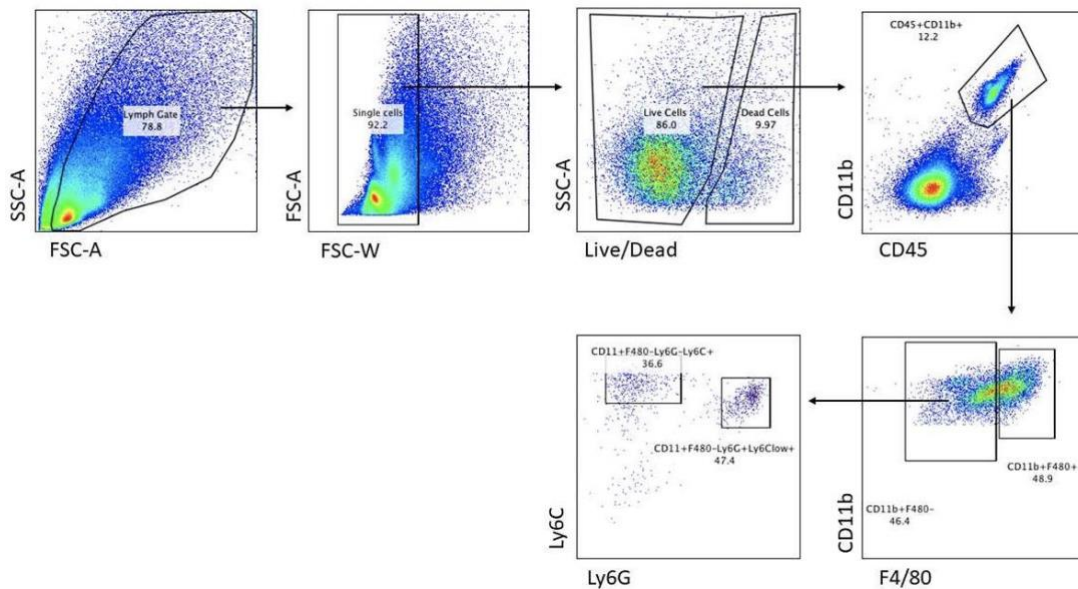 SSC-A
Lymph Gate
78.8
FSC-A
FSC-A
Single cells
92.2
FSC-W
SSC-A
Live Cells
86.0
Dead Cells
9.97
Live/Dead
CD11b
CD45+CD11b+
12.2
CD45
Ly6C
CD11+F480-Ly6G-Ly6C+
36.6
CD11+F480-Ly6G+Ly6Clow+
47.4
Ly6G
CD11b
CD11b+F480+
48.9
CD11b+F480-
46.4
F4/80